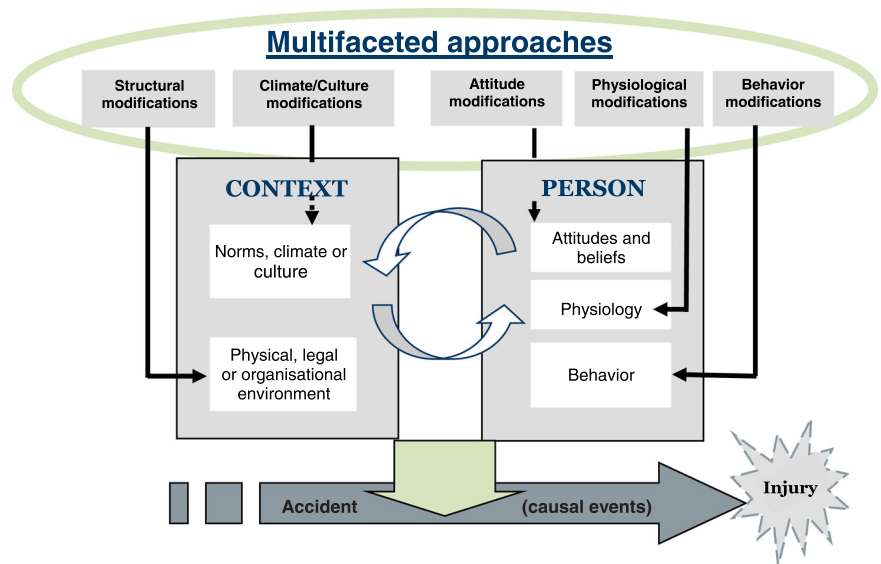 Multifaceted approaches
Structural
modifications
Climate/Culture
modifications
Attitude
modifications
Physiological
modifications
Behavior
modifications
CONTEXT
Norms, climate or
culture
Physical, legal
or organisational
environment
PERSON
Attitudes and
beliefs
Physiology
Behavior
Accident
(causal events)
Injury